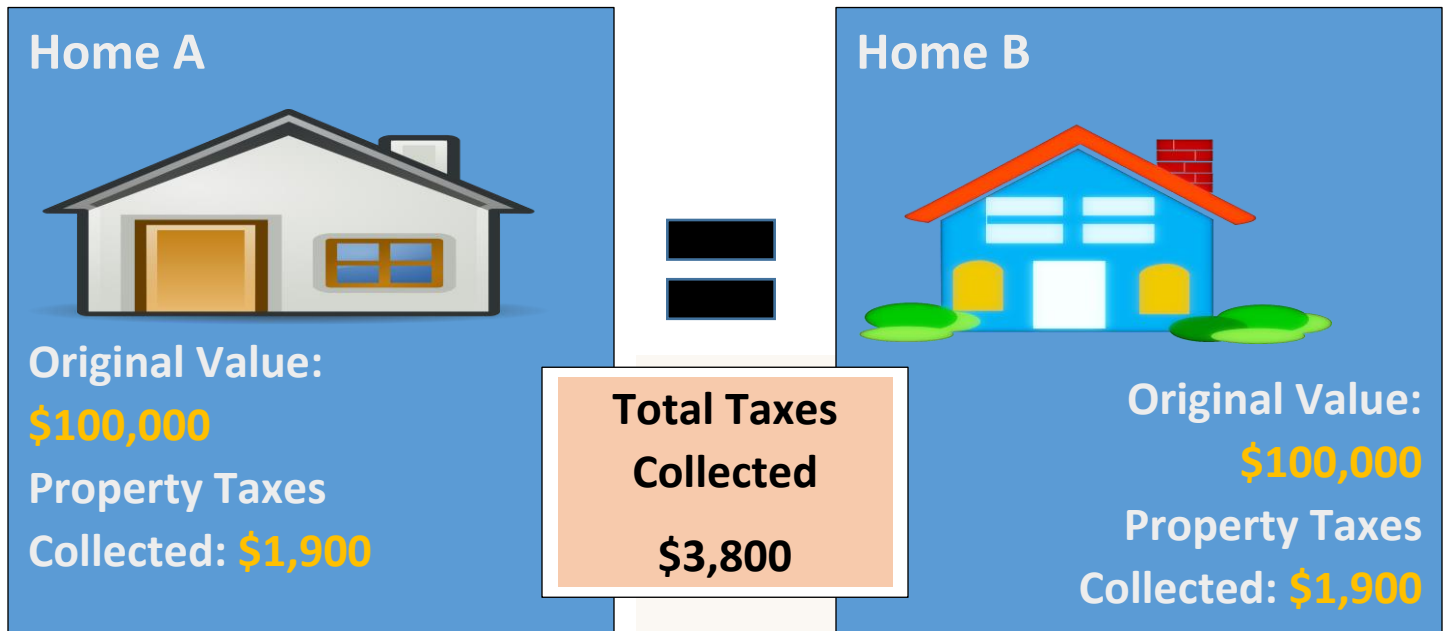 Home A
Original Value:
$100,000
Property Taxes
Collected: $1,900
Total Taxes
Collected
$3,800
Home B
Original Value:
$100,000
Property Taxes
Collected: $1,900